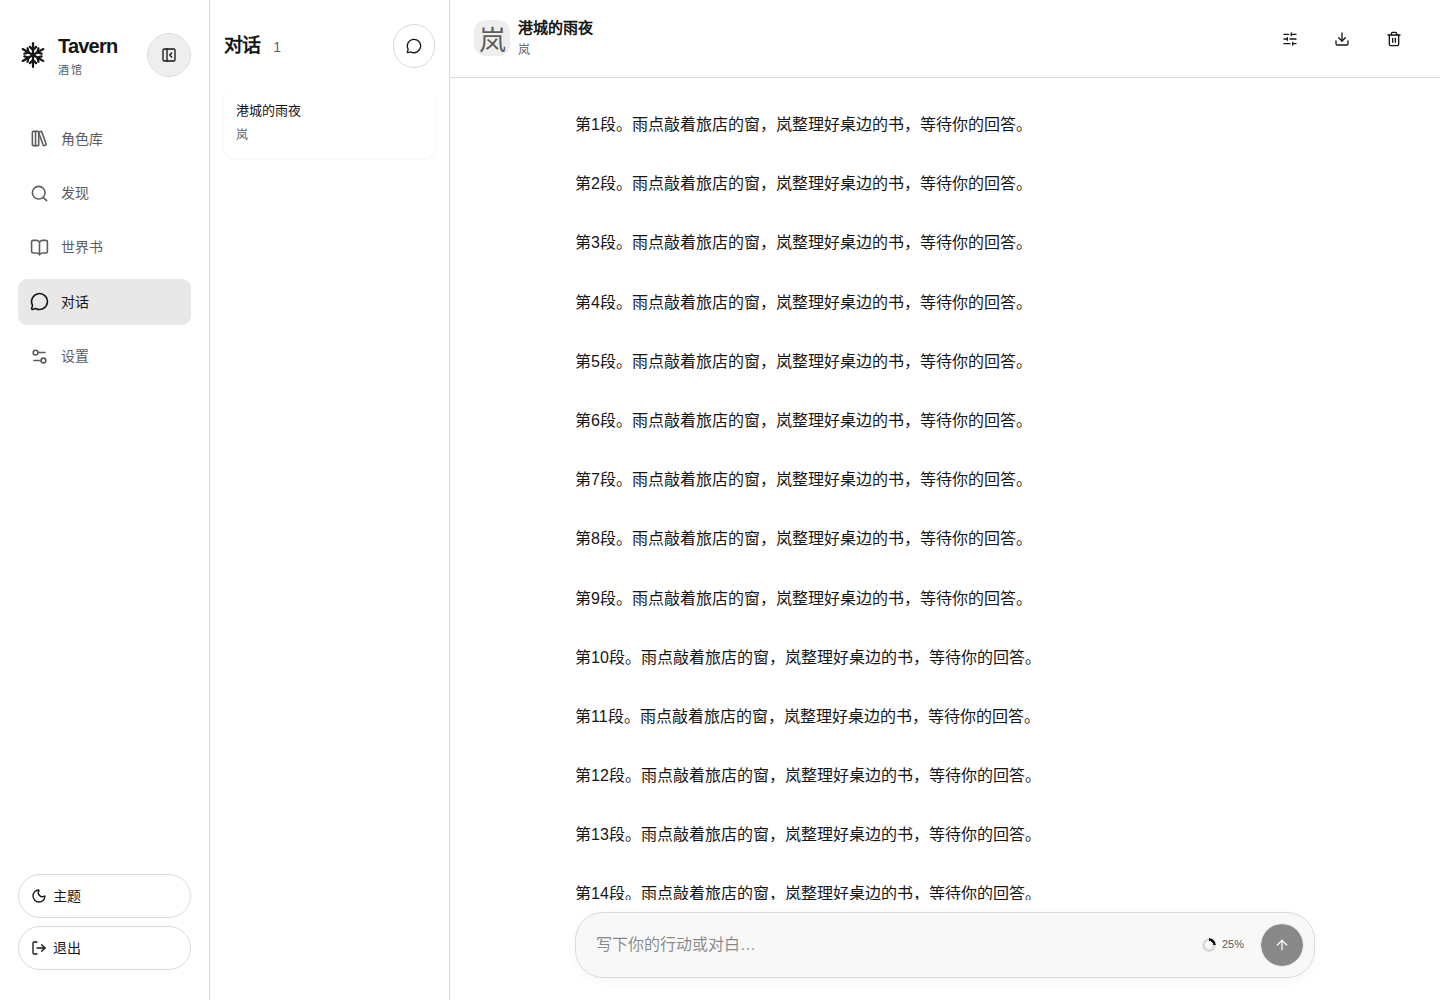 Tavern
酒馆
角色库
发现
世界书
对话
设置
主题
退出
对话 1
港城的雨夜
岚
岚
港城的雨夜
岚
第1段。雨点敲着旅店的窗，岚整理好桌边的书，等待你的回答。
第2段。雨点敲着旅店的窗，岚整理好桌边的书，等待你的回答。
第3段。雨点敲着旅店的窗，岚整理好桌边的书，等待你的回答。
第4段。雨点敲着旅店的窗，岚整理好桌边的书，等待你的回答。
第5段。雨点敲着旅店的窗，岚整理好桌边的书，等待你的回答。
第6段。雨点敲着旅店的窗，岚整理好桌边的书，等待你的回答。
第7段。雨点敲着旅店的窗，岚整理好桌边的书，等待你的回答。
第8段。雨点敲着旅店的窗，岚整理好桌边的书，等待你的回答。
第9段。雨点敲着旅店的窗，岚整理好桌边的书，等待你的回答。
第10段。雨点敲着旅店的窗，岚整理好桌边的书，等待你的回答。
第11段。雨点敲着旅店的窗，岚整理好桌边的书，等待你的回答。
第12段。雨点敲着旅店的窗，岚整理好桌边的书，等待你的回答。
第13段。雨点敲着旅店的窗，岚整理好桌边的书，等待你的回答。
第14段。雨点敲着旅店的窗，岚整理好桌边的书，等待你的回答。
写下你的行动或对白…
25%